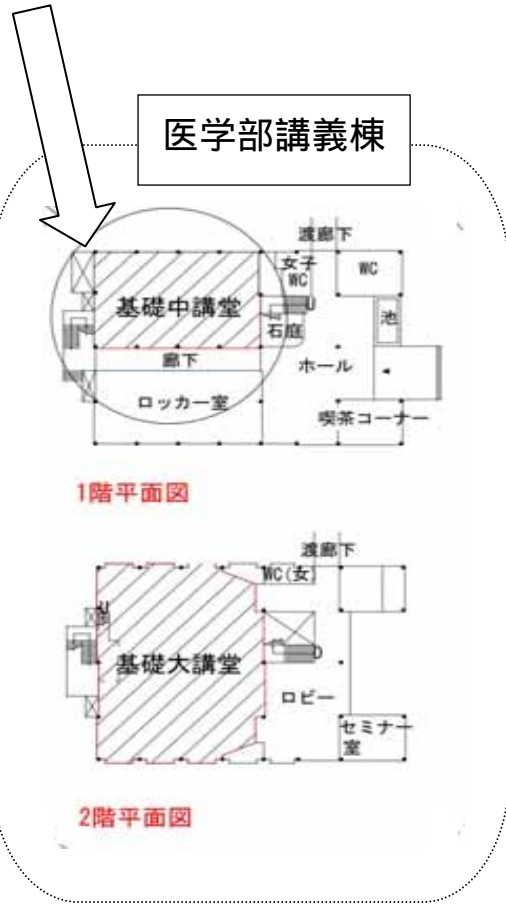 医学部講義棟
渡廊下
女子
WC
WC
基礎中講堂
石庭
池
廊下
ホール
ロッカー室
喫茶コーナー
1階平面図
渡廊下
WC(女)
基礎大講堂
ロビー
セミナー
室
2階平面図